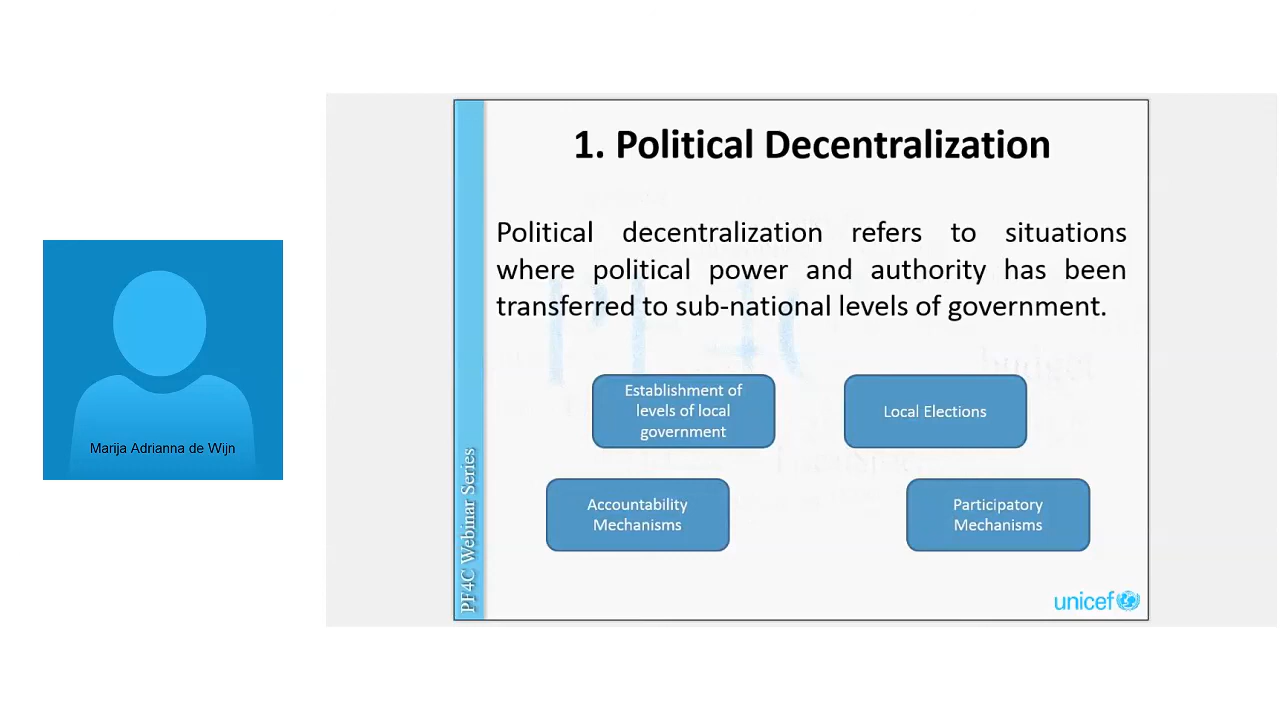 1. Political Decentralization
Political decentralization refers to situations
where political power and authority has been
transferred to sub-national levels of government.
Establishment of
levels of local
government
Local Elections
Accountability
Mechanisms
Participatory
Mechanisms
PF4C Webinar Series
unicef
Marija Adrianna de Wijn